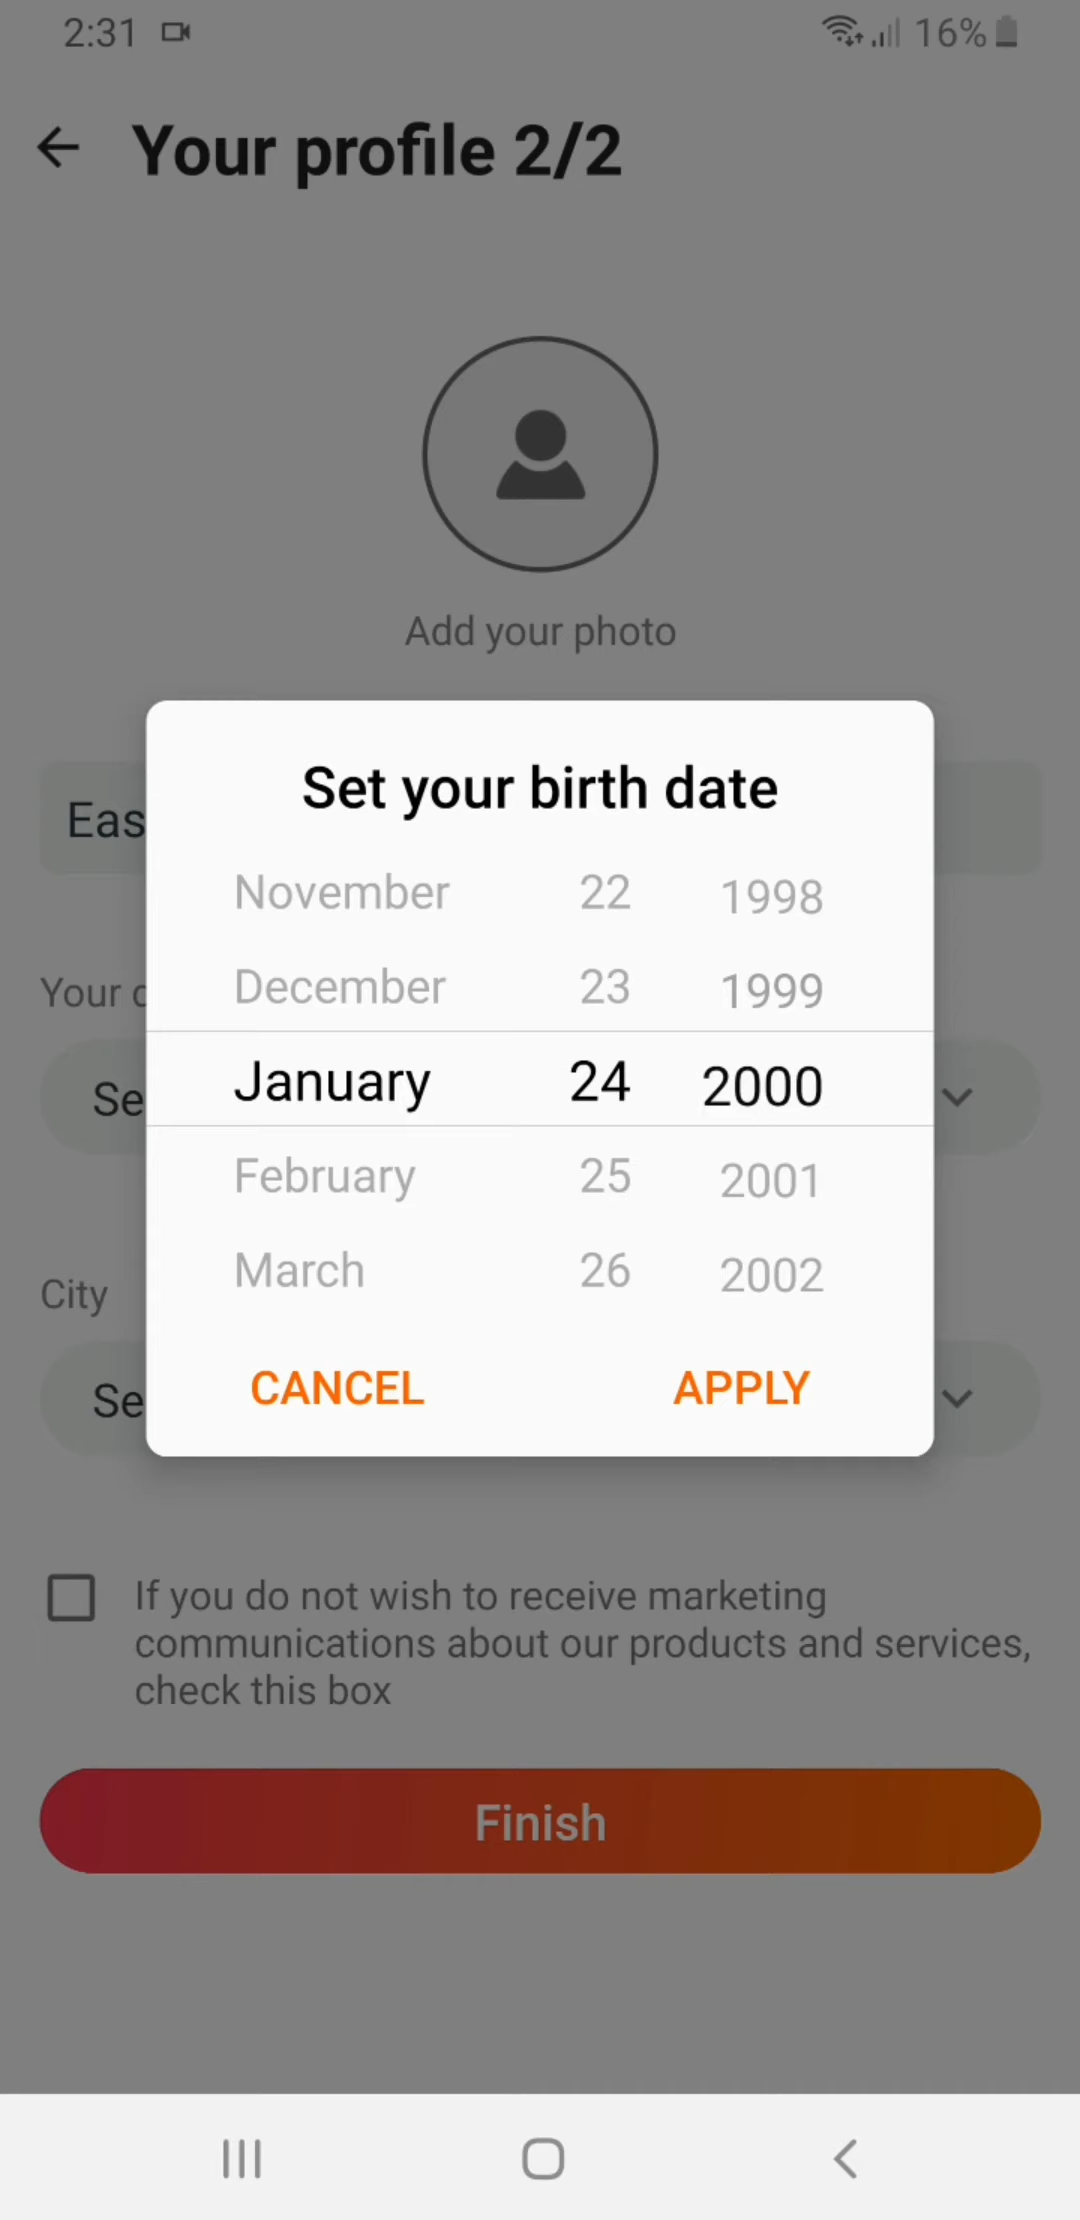 2:31 16%
Your profile 2/2
Add your photo
Set your birth date
Eas
November 22 1998
December 23 1999
Your
January 24 2000
Se
February 25 2001
March 26 2002
City
CANCEL APPLY
Se
If you do not wish to receive marketing
communications about our products and services,
check this box
Finish